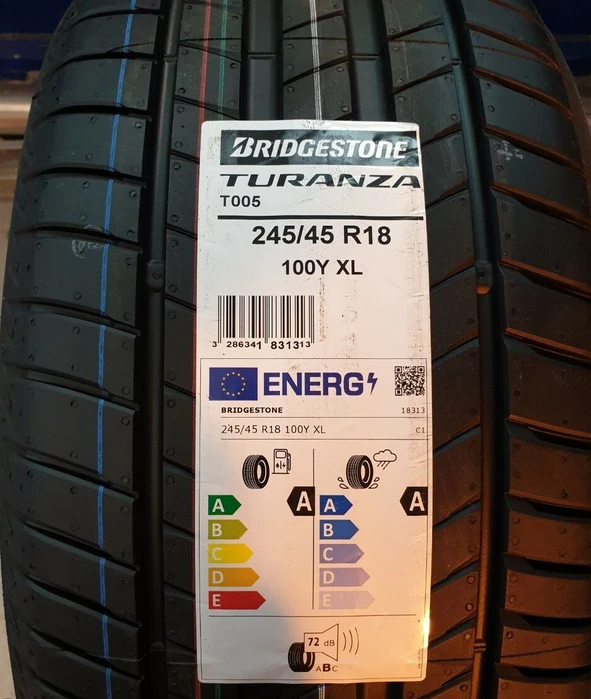 BRIDGESTONE
TURANZA
T005
245/45 R18
100Y XL
3 286341 831313
ENERG
BRIDGESTONE 18313
245/45 R18 100Y XL C1
A A A A
B B
C C
D D
E E
72 dB
ABC